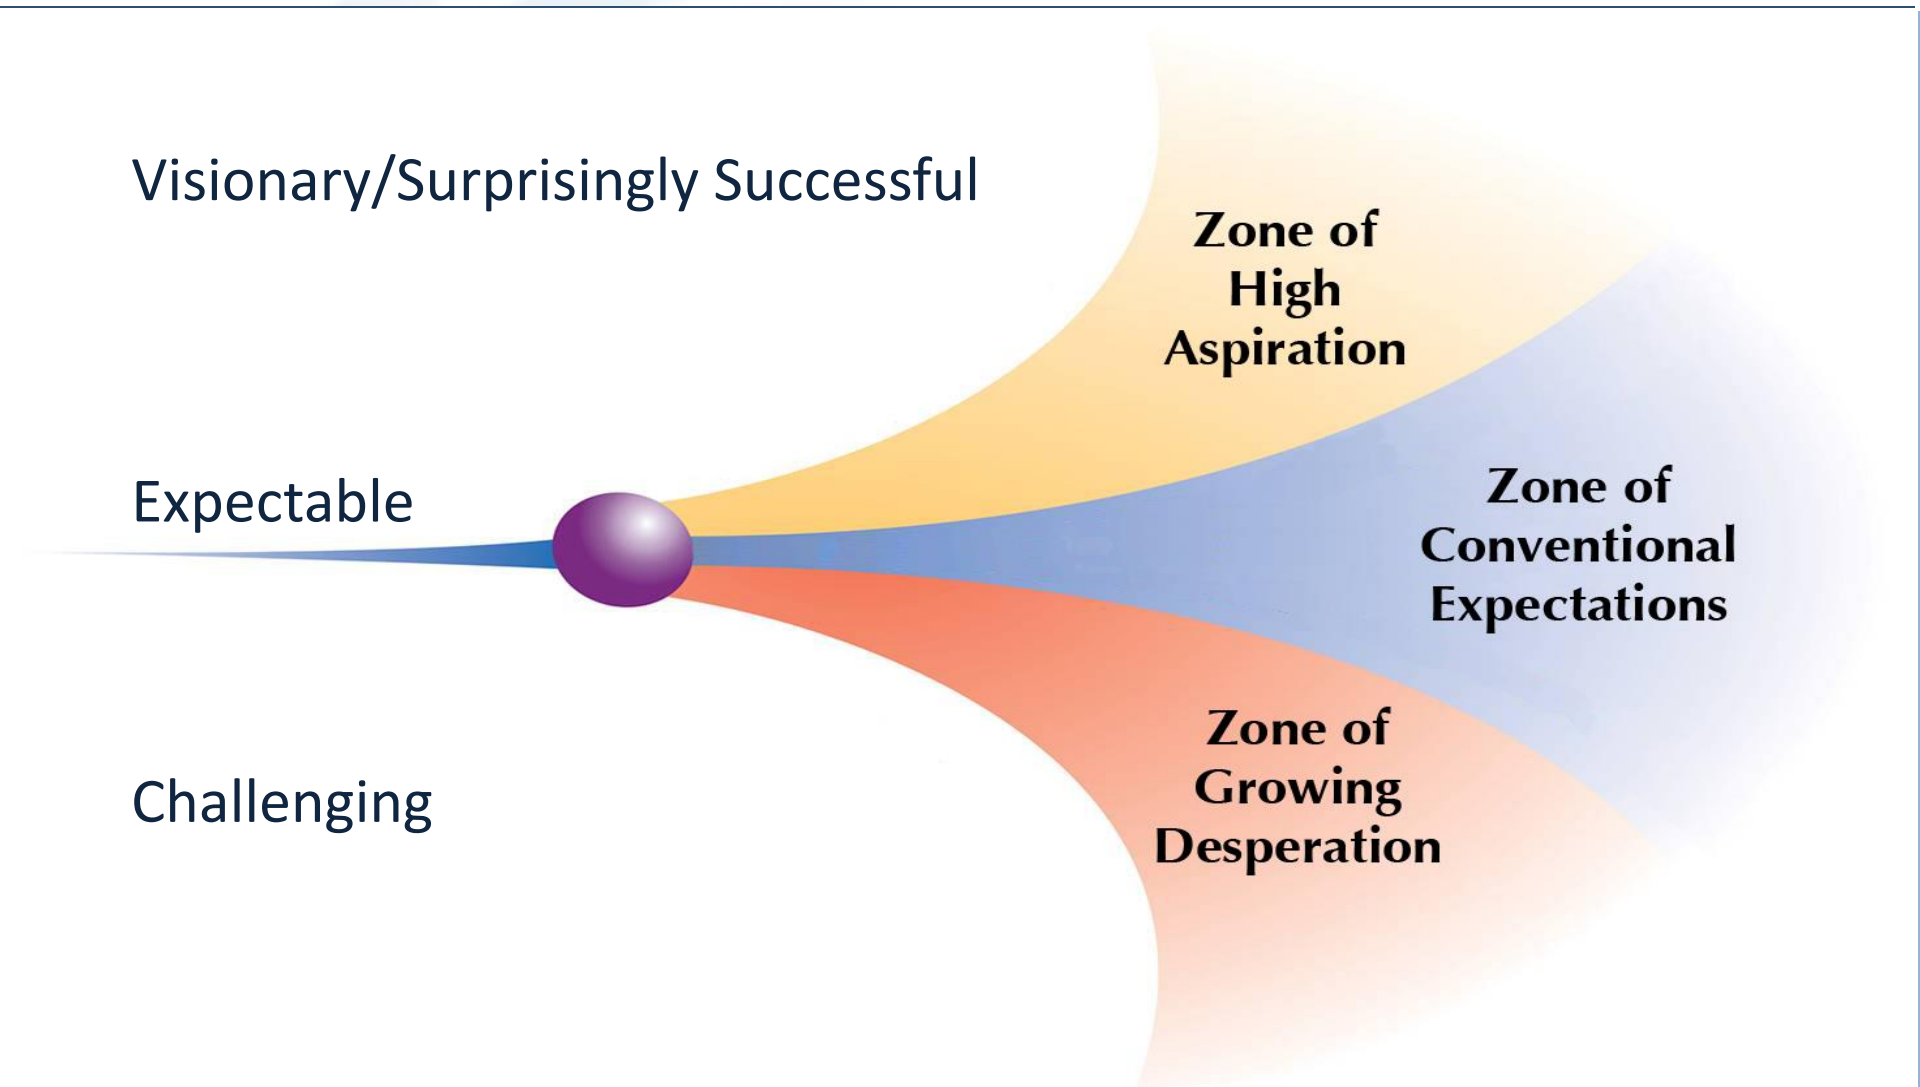 Visionary/Surprisingly Successful
Zone of
High
Aspiration
Expectable
Zone of
Conventional
Expectations
Challenging
Zone of
Growing
Desperation